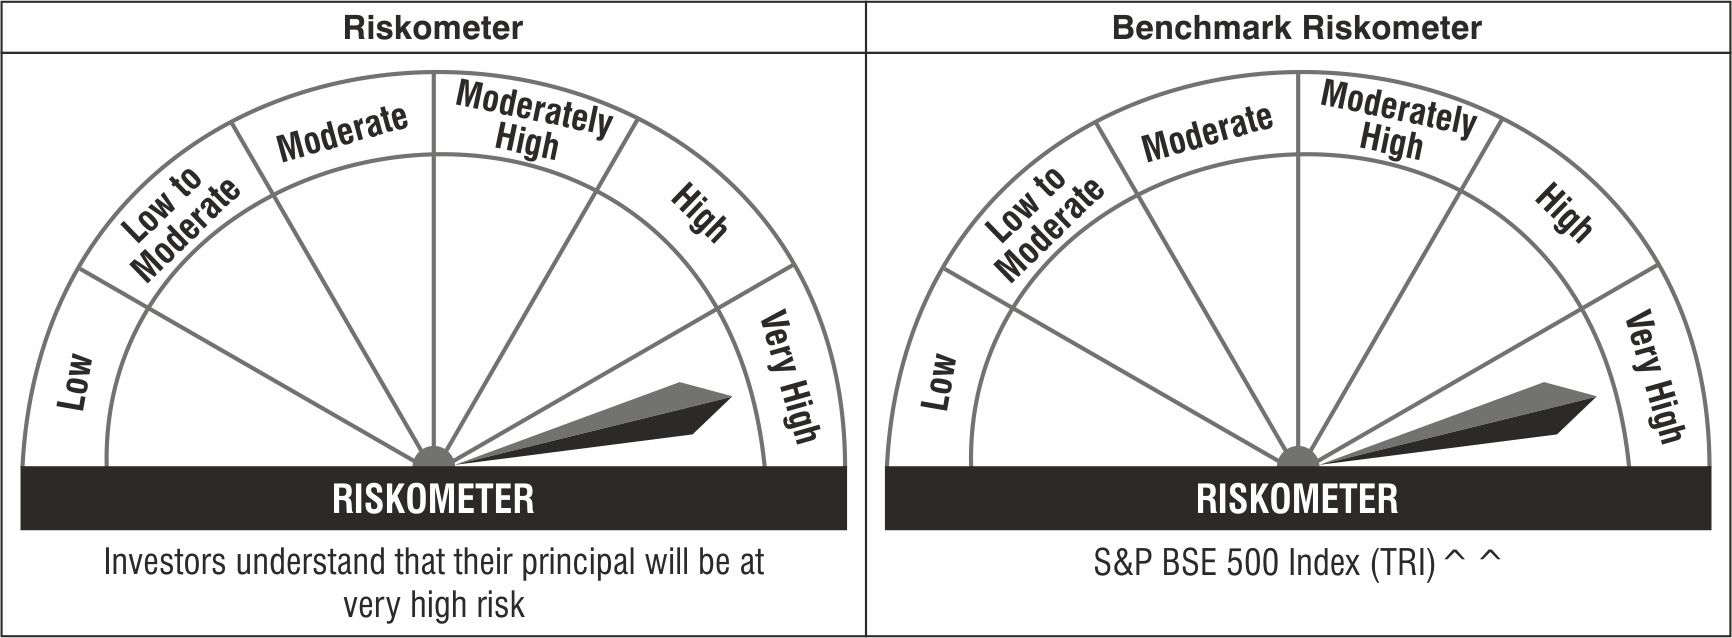 Riskometer
Low
Low to
Moderate
Moderate
Moderately
High
High
Very High
RISKOMETER
Investors understand that their principal will be at
very high risk
Benchmark Riskometer
Low
Low to
Moderate
Moderate
Moderately
High
High
Very High
RISKOMETER
S&P BSE 500 Index (TRI) ^ ^